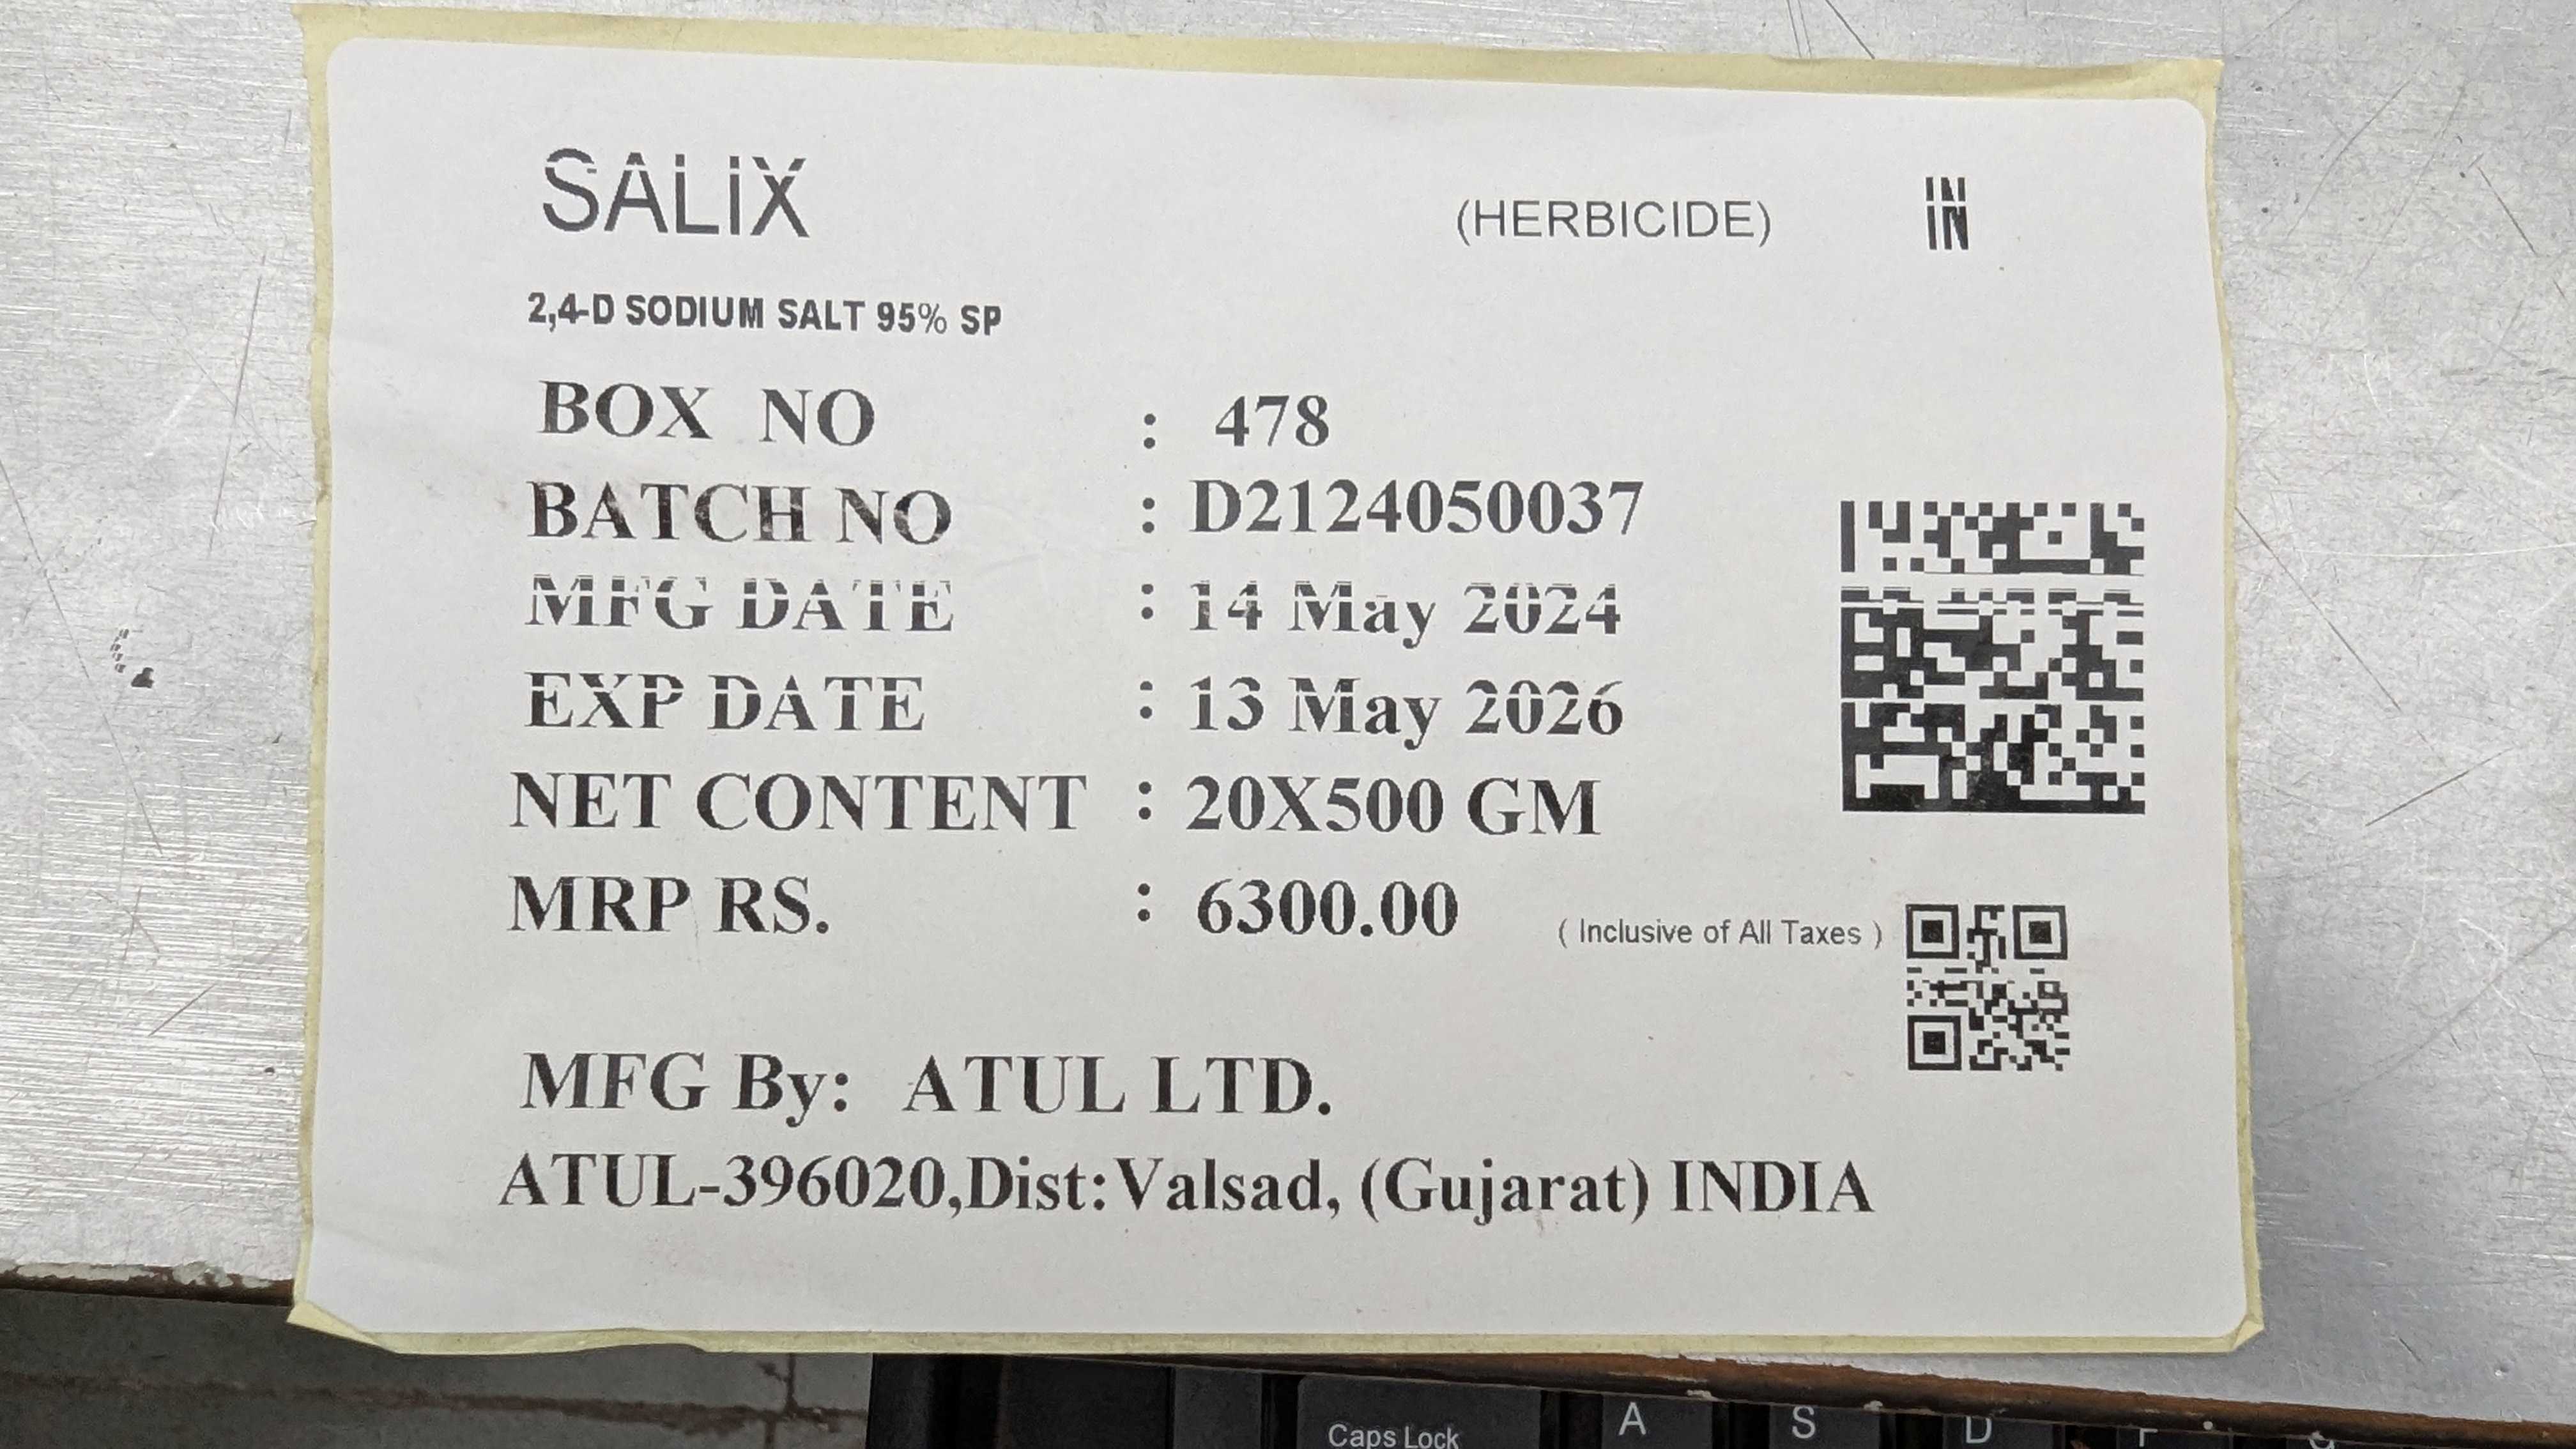 SALIX
(HERBICIDE)
IN
2,4-D SODIUM SALT 95% SP
BOX NO : 478
BATCH NO : D2124050037
MFG DATE : 14 May 2024
EXP DATE : 13 May 2026
NET CONTENT : 20X500 GM
MRP RS. : 6300.00 ( Inclusive of All Taxes )
MFG By: ATUL LTD.
ATUL-396020,Dist:Valsad, (Gujarat) INDIA
Caps Lock A S D